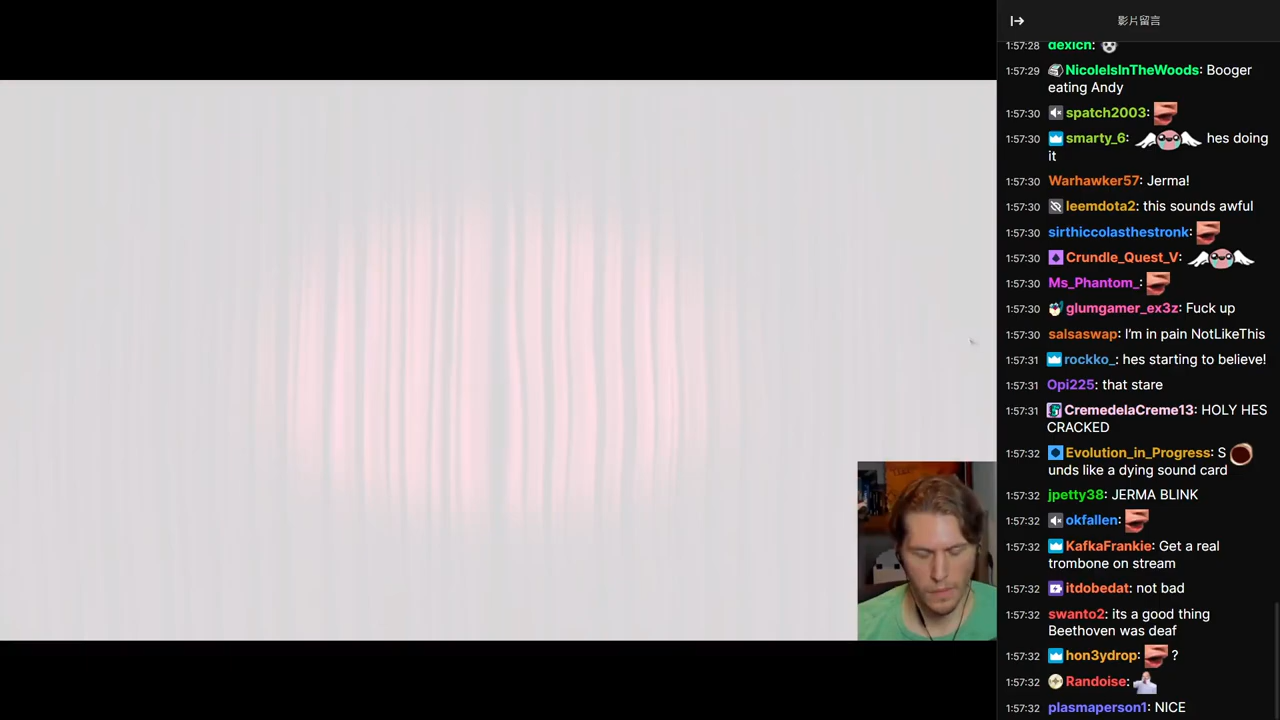 影片留言
1:57:28 dexich:
1:57:29 NicoleIsInTheWoods: Booger
eating Andy
1:57:30 spatch2003:
1:57:30 smarty_6: hes doing
it
1:57:30 Warhawker57: Jerma!
1:57:30 leemdota2: this sounds awful
1:57:30 sirthiccolasthestronk:
1:57:30 Crundle_Quest_V:
1:57:30 Ms_Phantom_:
1:57:30 glumgamer_ex3z: Fuck up
1:57:30 salsaswap: I'm in pain NotLikeThis
1:57:31 rockko_: hes starting to believe!
1:57:31 Opi225: that stare
1:57:31 CremedelaCreme13: HOLY HES
CRACKED
1:57:32 Evolution_in_Progress: S
unds like a dying sound card
1:57:32 jpetty38: JERMA BLINK
1:57:32 okfallen:
1:57:32 KafkaFrankie: Get a real
trombone on stream
1:57:32 itdobedat: not bad
1:57:32 swanto2: its a good thing
Beethoven was deaf
1:57:32 hon3ydrop: ?
1:57:32 Randoise:
1:57:32 plasmaperson1: NICE